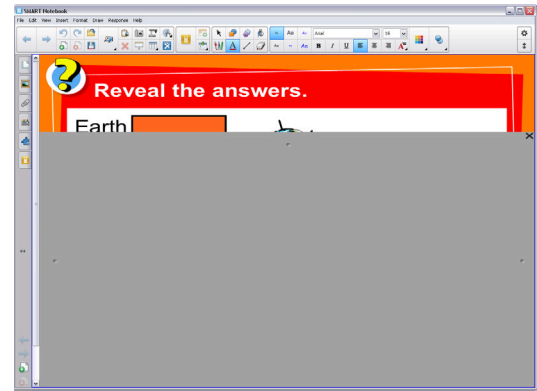 SMART Notebook
File Edit View Insert Format Draw Response Help
Arial 16
Reveal the answers.
Earth